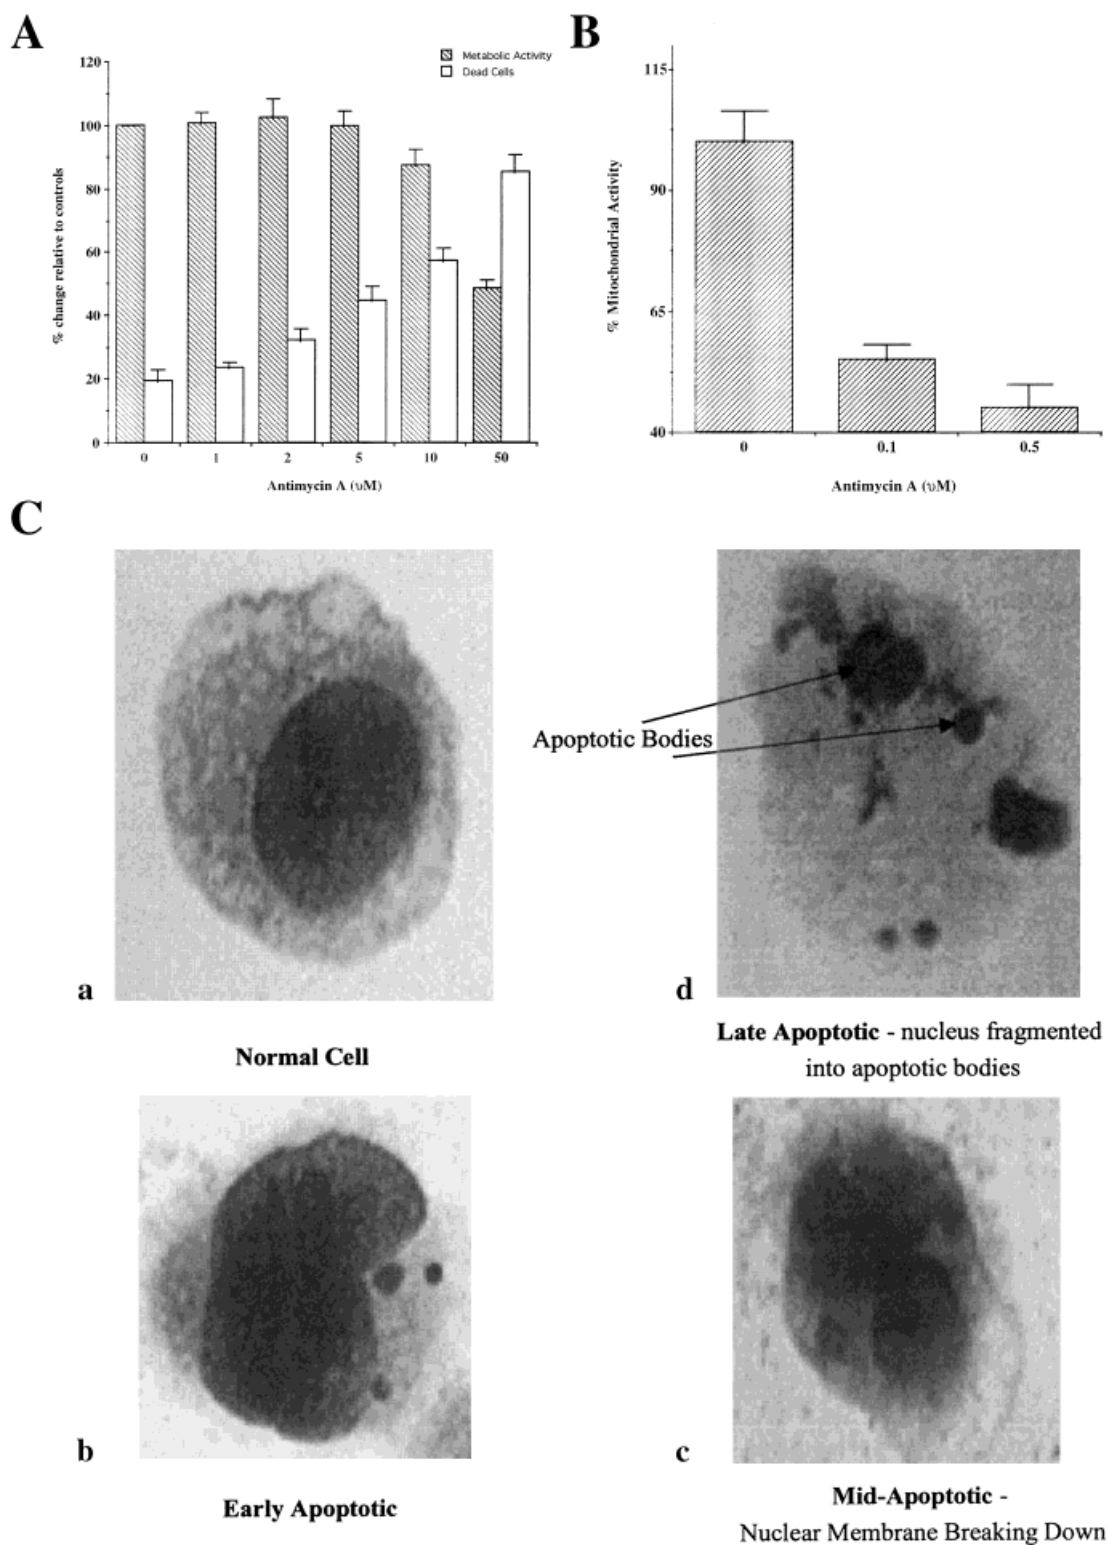 A
Metabolic Activity
Dead Cells
120
100
80
60
40
20
0
% change relative to controls
0 1 2 5 10 50
Antimycin A (υM)
B
115
90
65
40
% Mitochondrial Activity
0 0.1 0.5
Antimycin A (υM)
C
Apoptotic Bodies
a
d
Normal Cell
Late Apoptotic - nucleus fragmented
into apoptotic bodies
b
c
Early Apoptotic
Mid-Apoptotic -
Nuclear Membrane Breaking Down